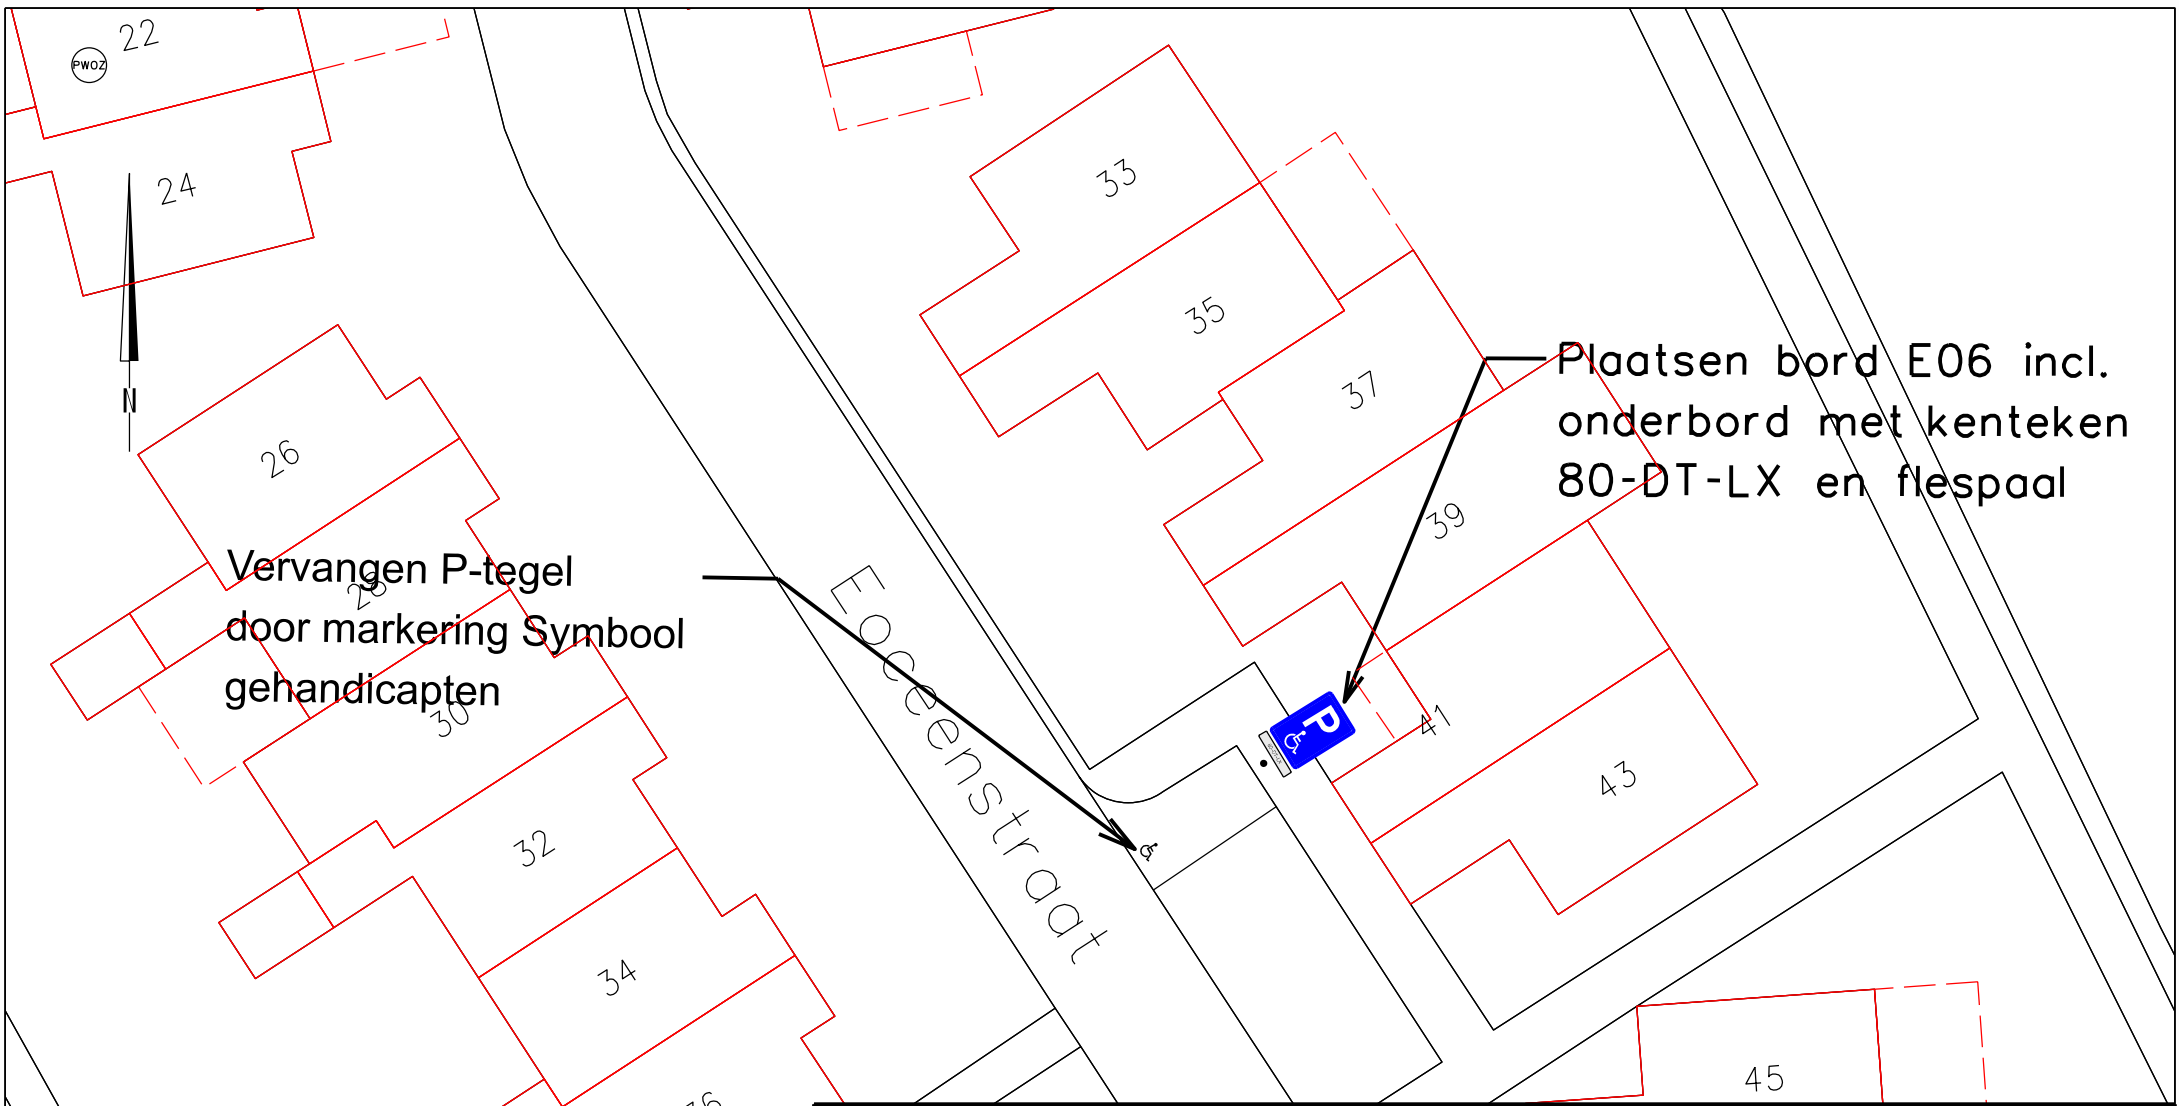 22
PWOZ
24
N
33
35
37
Plaatsen bord E06 incl.
onderbord met kenteken
80-DT-LX en flespaal
39
26
Vervangen P-tegel
28
door markering Symbool
gehandicapten
30
Eoceenstraat
P
41
43
32
34
45